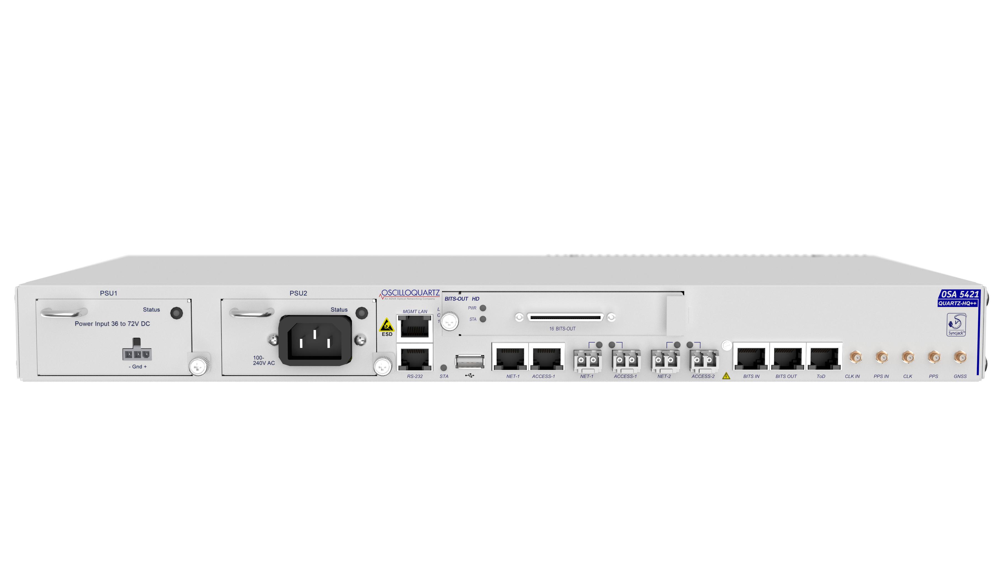 PSU1
Status
Power Input 36 to 72V DC
- Gnd +
PSU2
Status
100-
240V AC
OSCILLOQUARTZ
An ADVA Optical Networking Company
ESD
MGMT LAN
RS-232
L
C
1
STA
BITS-OUT HD
PWR
STA
16 BITS-OUT
NET-1
ACCESS-1
NET-1
ACCESS-1
NET-2
ACCESS-2
BITS IN
BITS OUT
ToD
CLK IN
PPS IN
CLK
PPS
GNSS
OSA 5421
QUARTZ-HQ++
Syncjack™